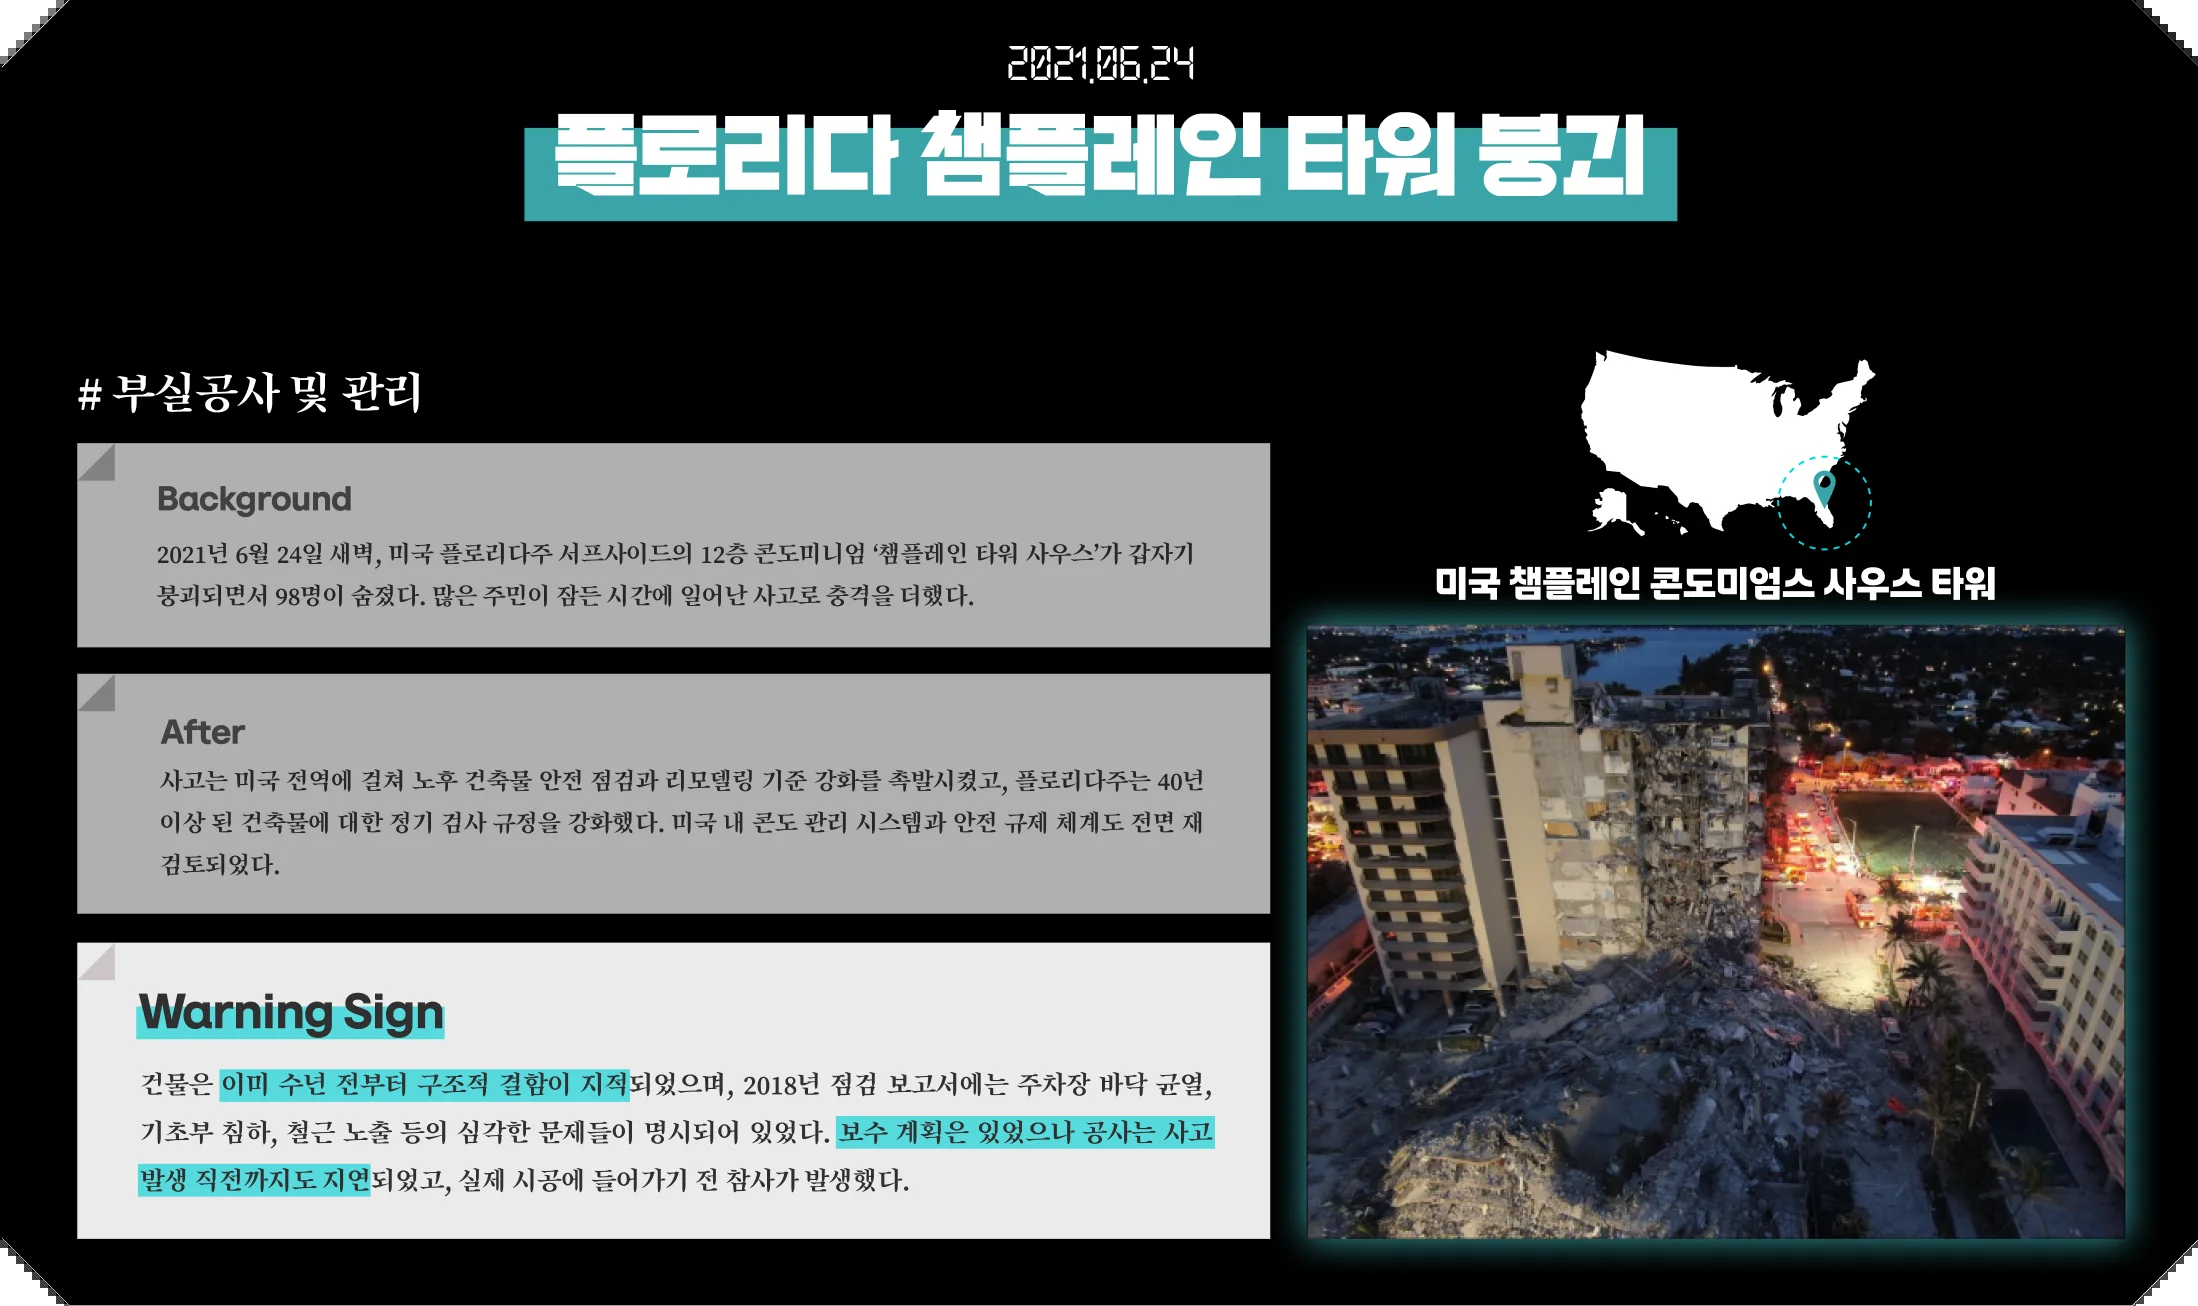 2021.06.24
플로리다 챔플레인 타워 붕괴
# 부실공사 및 관리
Background
2021년 6월 24일 새벽, 미국 플로리다주 서프사이드의 12층 콘도미니엄 ‘챔플레인 타워 사우스’가 갑자기
붕괴되면서 98명이 숨졌다. 많은 주민이 잠든 시간에 일어난 사고로 충격을 더했다.
After
사고는 미국 전역에 걸쳐 노후 건축물 안전 점검과 리모델링 기준 강화를 촉발시켰고, 플로리다주는 40년
이상 된 건축물에 대한 정기 검사 규정을 강화했다. 미국 내 콘도 관리 시스템과 안전 규제 체계도 전면 재
검토되었다.
Warning Sign
건물은 이미 수년 전부터 구조적 결함이 지적되었으며, 2018년 점검 보고서에는 주차장 바닥 균열,
기초부 침하, 철근 노출 등의 심각한 문제들이 명시되어 있었다. 보수 계획은 있었으나 공사는 사고
발생 직전까지도 지연되었고, 실제 시공에 들어가기 전 참사가 발생했다.
미국 챔플레인 콘도미엄스 사우스 타워